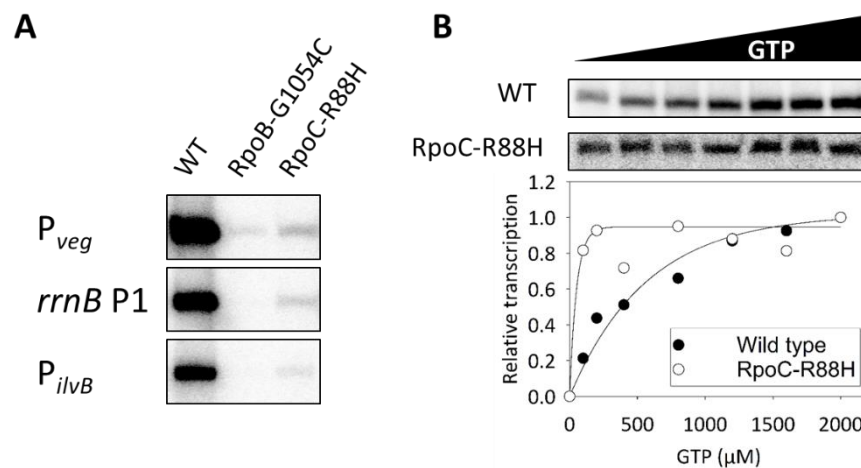 A
WT
RpoB-G1054C
RpoC-R88H
P veg
rrnB P1
P ilvB
B
GTP
WT
RpoC-R88H
Relative transcription
1.2
1.0
0.8
0.6
0.4
0.2
0.0
Wild type
RpoC-R88H
0 500 1000 1500 2000
GTP (µM)